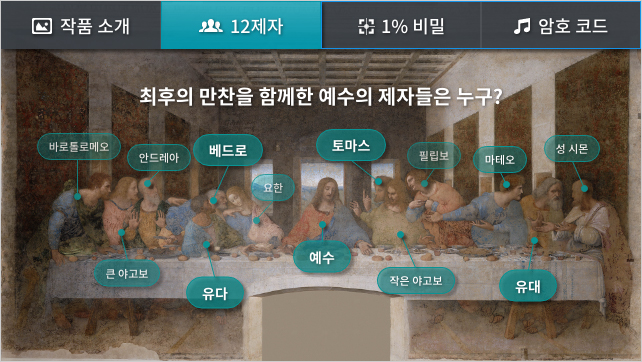 작품 소개
12제자
1% 비밀
암호 코드
최후의 만찬을 함께한 예수의 제자들은 누구?
바로톨로메오
안드레아
베드로
요한
토마스
필립보
마테오
성 시몬
큰 야고보
유다
예수
작은 야고보
유대